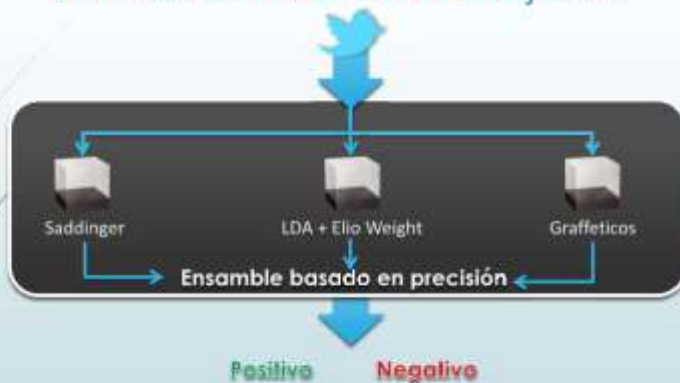 Saddinger
LDA + Elio Weight
Graffeticos
Ensamble basado en precisión
Positivo Negativo